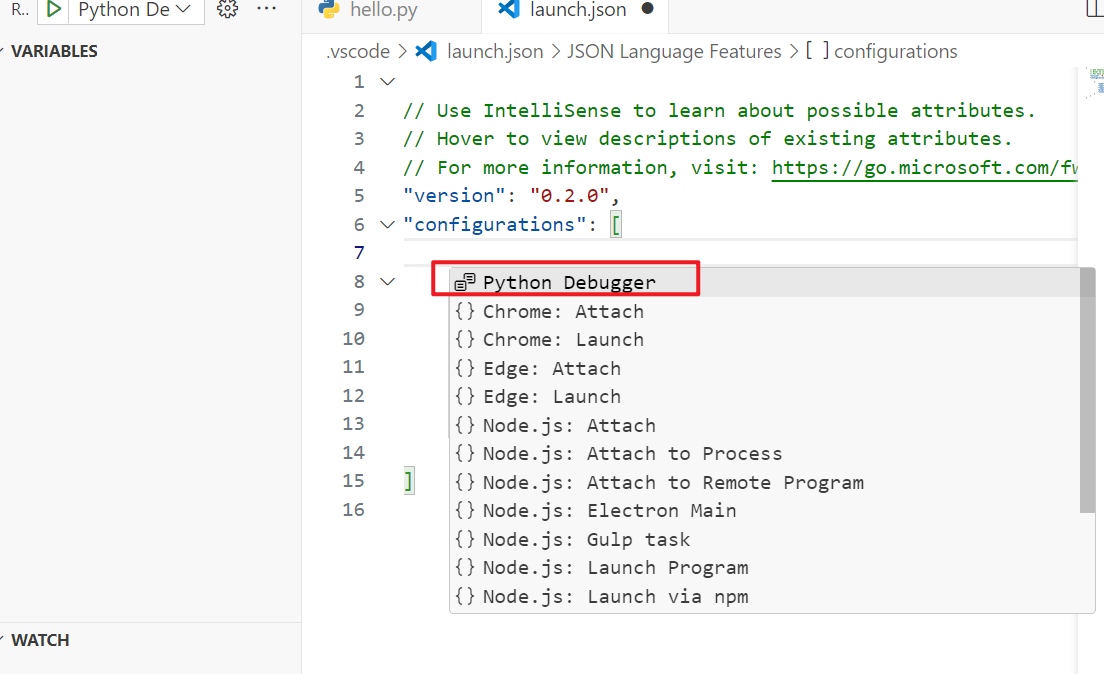 R..
Python De
...
hello.py
launch.json
VARIABLES
.vscode > launch.json > JSON Language Features > [ ] configurations
1
2 // Use IntelliSense to learn about possible attributes.
3 // Hover to view descriptions of existing attributes.
4 // For more information, visit: https://go.microsoft.com/fw
5 "version": "0.2.0",
6 "configurations": [
7
8 Python Debugger
9 {} Chrome: Attach
10 {} Chrome: Launch
11 {} Edge: Attach
12 {} Edge: Launch
13 {} Node.js: Attach
14 {} Node.js: Attach to Process
15 ] {} Node.js: Attach to Remote Program
16 {} Node.js: Electron Main
{} Node.js: Gulp task
{} Node.js: Launch Program
{} Node.js: Launch via npm
WATCH